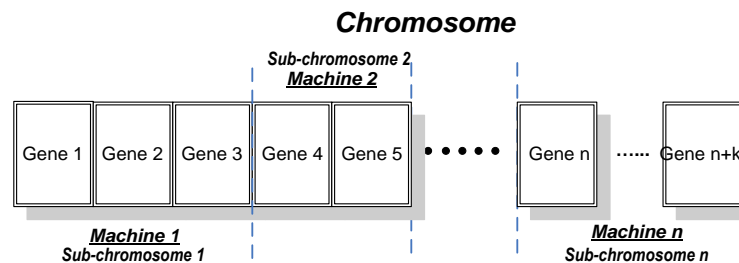 Chromosome
Sub-chromosome 2
Machine 2
Gene 1 Gene 2 Gene 3 Gene 4 Gene 5 ••••• Gene n ...... Gene n+k
Machine 1
Sub-chromosome 1
Machine n
Sub-chromosome n